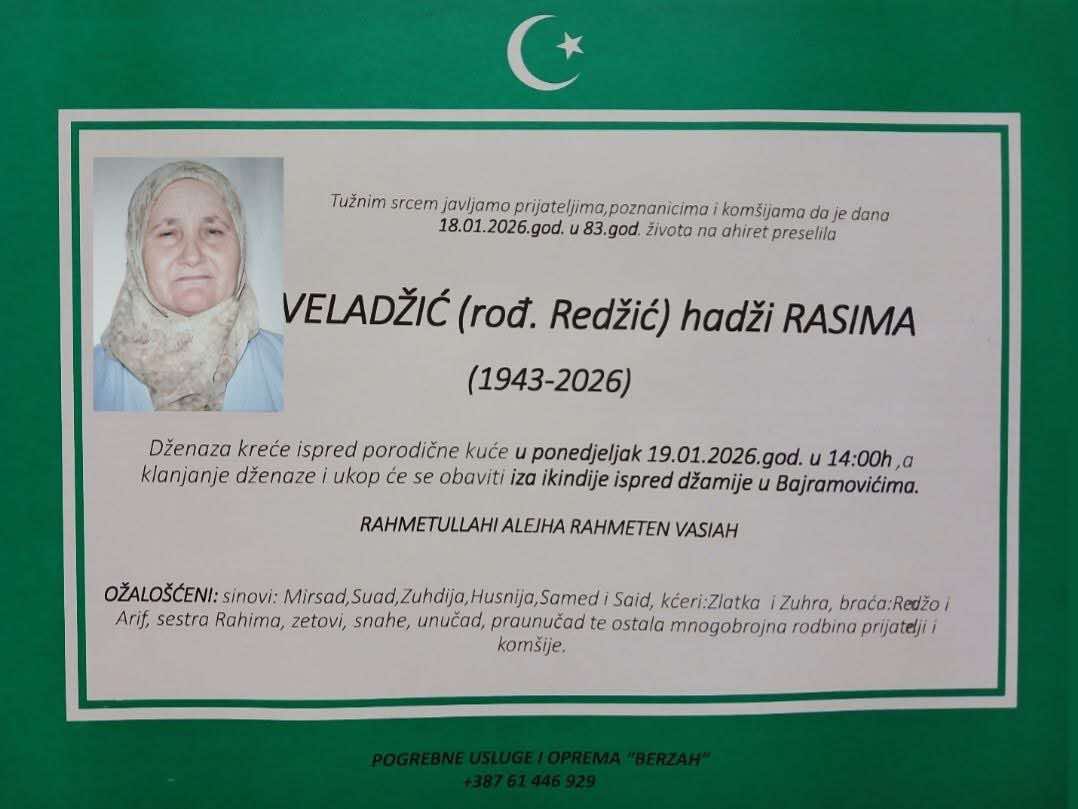 Tužnim srcem javljamo prijateljima,poznanicima i komšijama da je dana
18.01.2026.god. u 83.god. života na ahiret preselila
VELADŽIĆ (rođ. Redžić) hadži RASIMA
(1943-2026)
Dženaza kreće ispred porodične kuće u ponedjeljak 19.01.2026.god. u 14:00h ,a
klanjanje dženaze i ukop će se obaviti iza ikindije ispred džamije u Bajramovićima.
RAHMETULLAHI ALEJHA RAHMETEN VASIAH
OŽALOŠĆENI: sinovi: Mirsad,Suad,Zuhdija,Husnija,Samed i Said, kćeri:Zlatka i Zuhra, braća:Redžo i
Arif, sestra Rahima, zetovi, snahe, unučad, praunučad te ostala mnogobrojna rodbina prijatelji i
komšije.
POGREBNE USLUGE I OPREMA "BERZAH"
+387 61 446 929